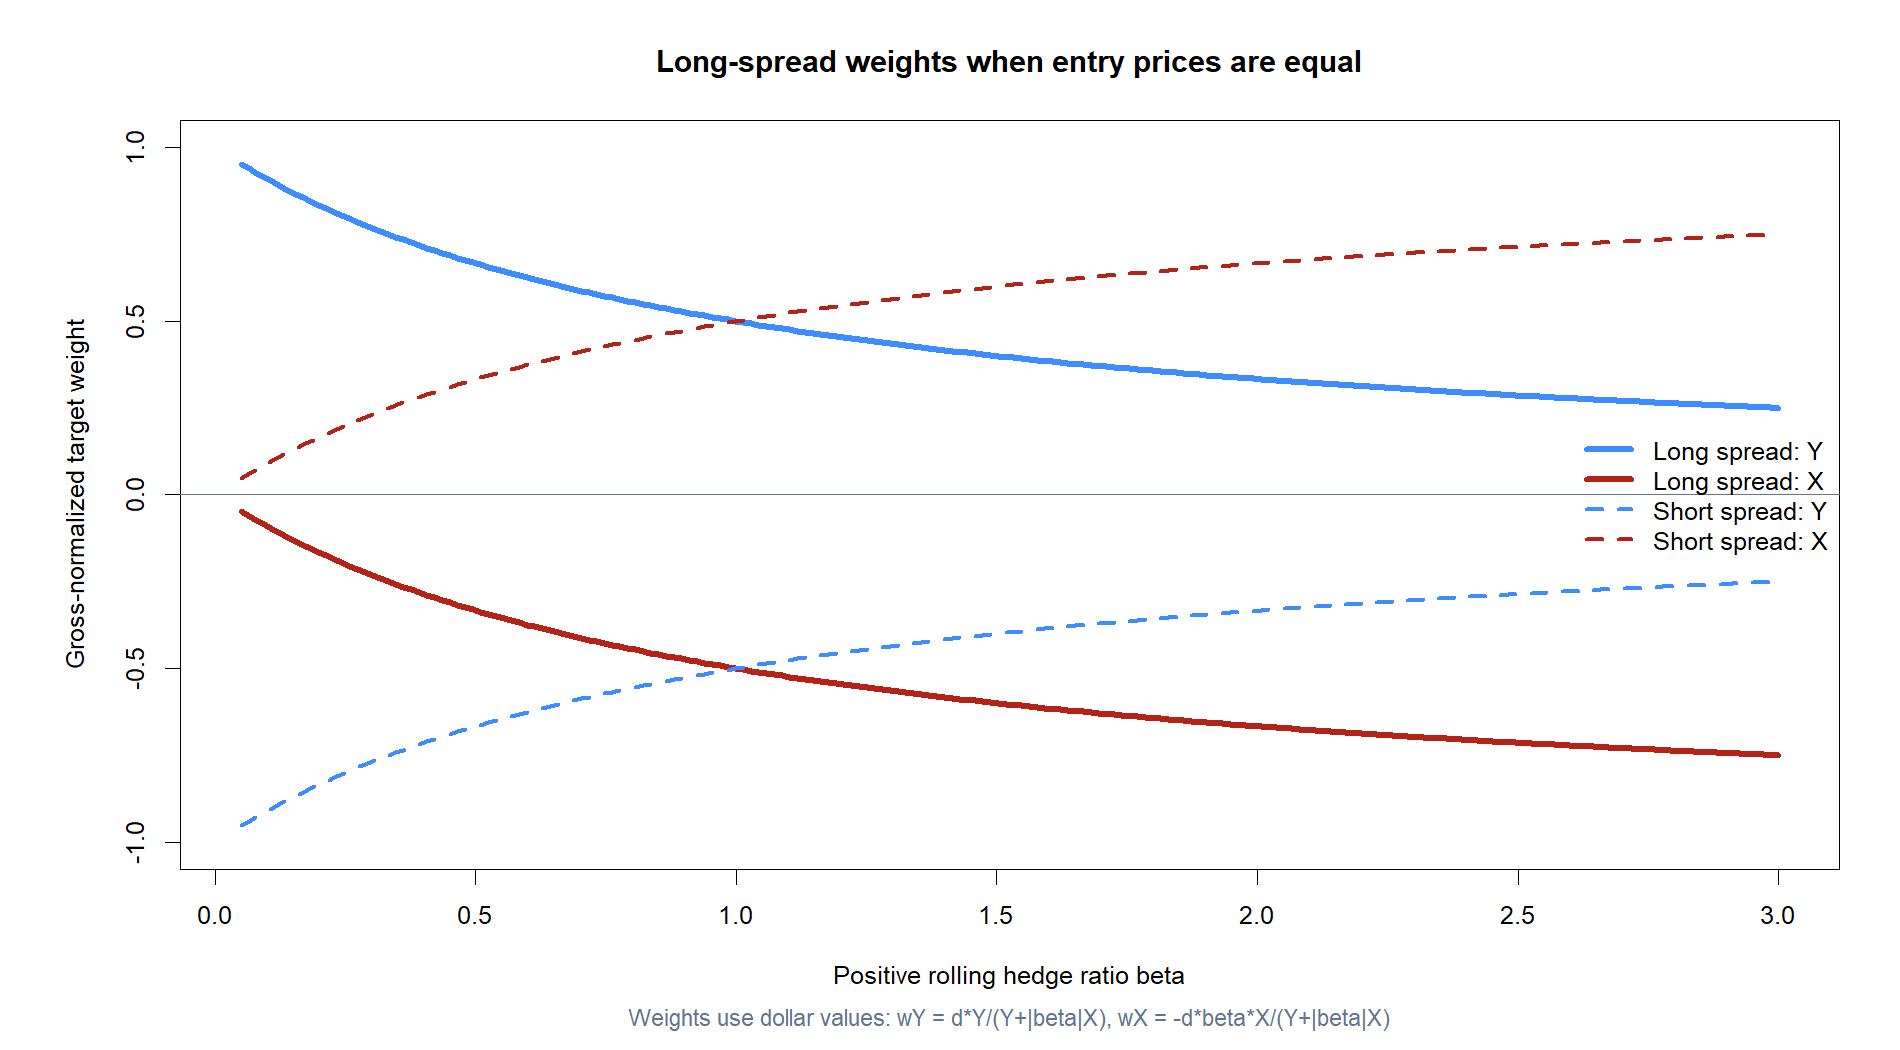 Long-spread weights when entry prices are equal
Gross-normalized target weight
1.0
0.5
0.0
-0.5
-1.0
Long spread: Y
Long spread: X
Short spread: Y
Short spread: X
0.0 0.5 1.0 1.5 2.0 2.5 3.0
Positive rolling hedge ratio beta
Weights use dollar values: wY = d*Y/(Y+|beta|X), wX = -d*beta*X/(Y+|beta|X)